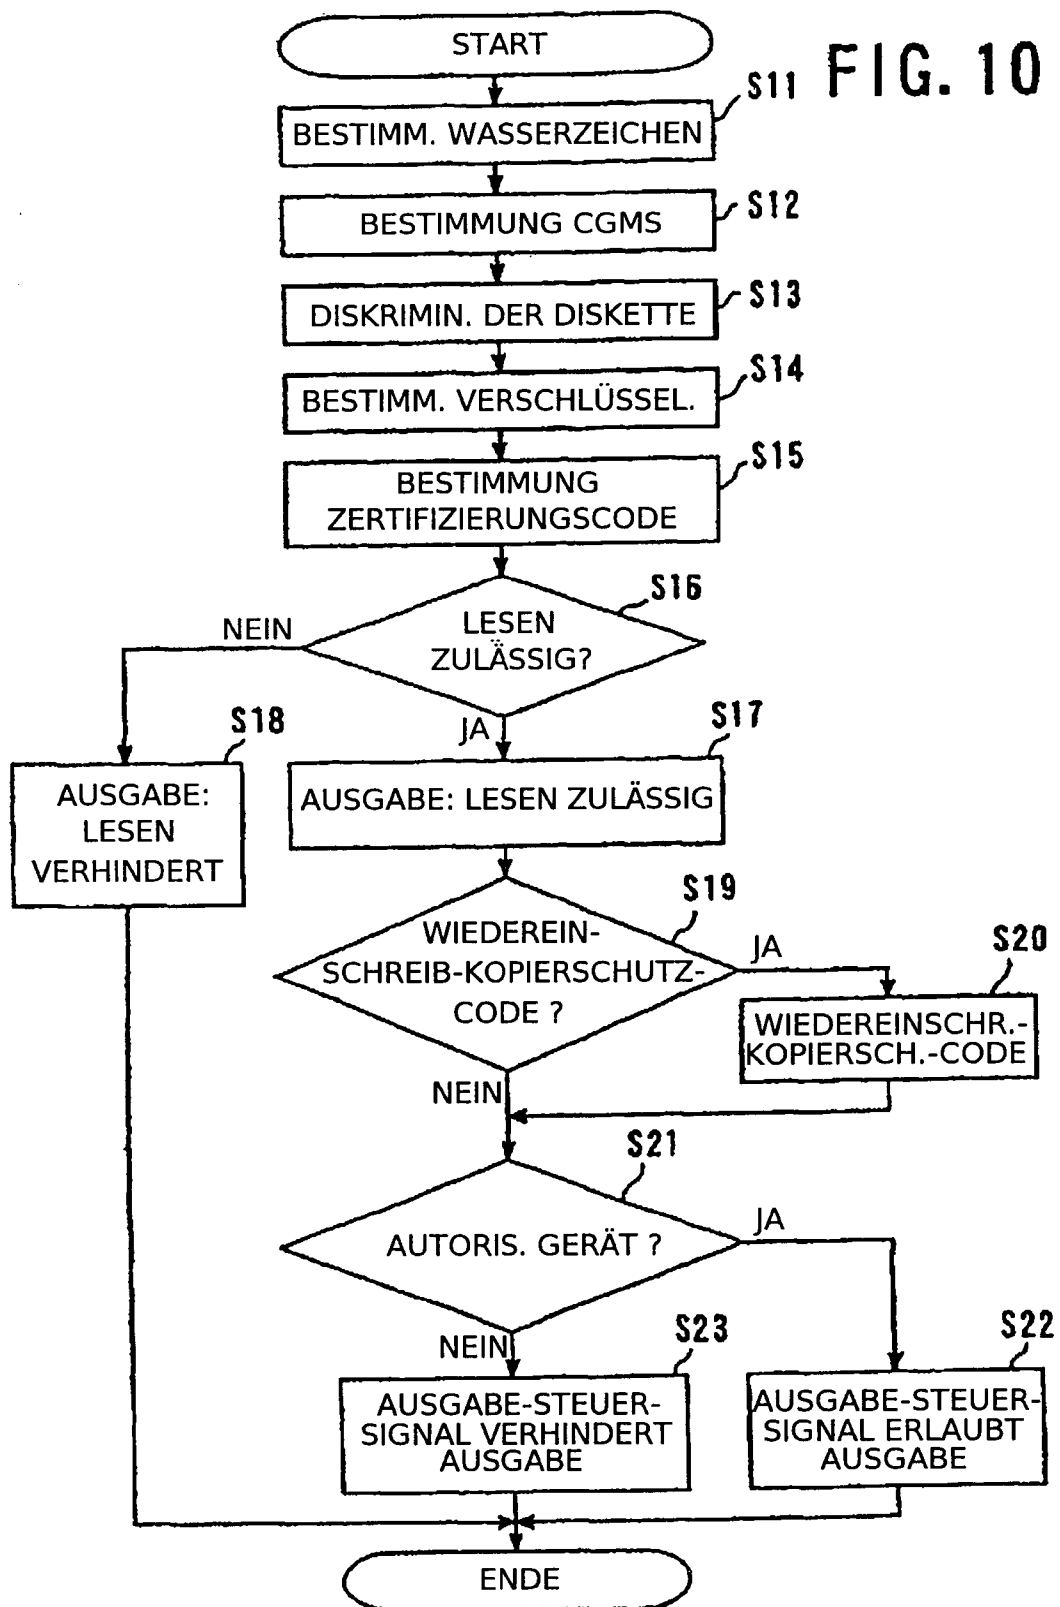 START
FIG. 10
S11
BESTIMM. WASSERZEICHEN
S12
BESTIMMUNG CGMS
S13
DISKRIMIN. DER DISKETTE
S14
BESTIMM. VERSCHLÜSSEL.
S15
BESTIMMUNG
ZERTIFIZIERUNGSCODE
S16
LESEN
ZULÄSSIG?
NEIN
JA
S18
AUSGABE:
LESEN
VERHINDERT
S17
AUSGABE: LESEN ZULÄSSIG
S19
WIEDEREIN-
SCHREIB-KOPIERSCHUTZ-
CODE ?
JA
S20
WIEDEREINSCHR.-
KOPIERSCH.-CODE
NEIN
S21
AUTORIS. GERÄT ?
JA
NEIN
S23
AUSGABE-STEUER-
SIGNAL VERHINDERT
AUSGABE
S22
AUSGABE-STEUER-
SIGNAL ERLAUBT
AUSGABE
ENDE